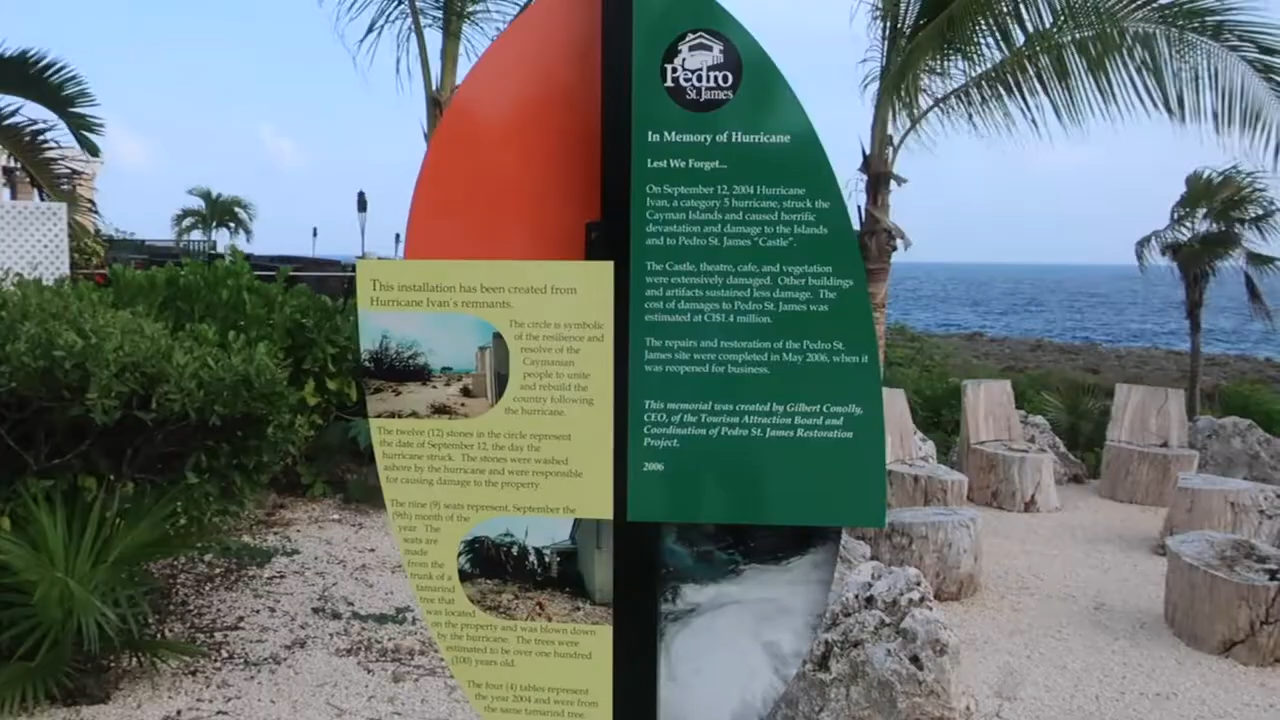 This installation has been created from
Hurricane Ivan's remnants.
The circle is symbolic
of the resilience and
resolve of the
Caymanian
people to unite
and rebuild the
country following
the hurricane.
The twelve (12) stones in the circle represent
the date of September 12, the day the
hurricane struck. The stones were washed
ashore by the hurricane and were responsible
for causing damage to the property
The nine (9) seats represent, September the
(9th) month of the
year. The
seats are
made
from the
trunk of a
tamarind
tree that
was located
on the property and was blown down
by the hurricane. The trees were
estimated to be over one hundred
(100) years old.
The four (4) tables represent
the year 2004 and were from
the same tamarind tree.
Pedro
St. James
In Memory of Hurricane
Lest We Forget...
On September 12, 2004 Hurricane
Ivan, a category 5 hurricane, struck the
Cayman Islands and caused horrific
devastation and damage to the Islands
and to Pedro St. James "Castle".
The Castle, theatre, cafe, and vegetation
were extensively damaged. Other buildings
and artifacts sustained less damage. The
cost of damages to Pedro St. James was
estimated at CI$1.4 million.
The repairs and restoration of the Pedro St.
James site were completed in May 2006, when it
was reopened for business.
This memorial was created by Gilbert Conolly,
CEO, of the Tourism Attraction Board and
Coordination of Pedro St. James Restoration
Project.
2006